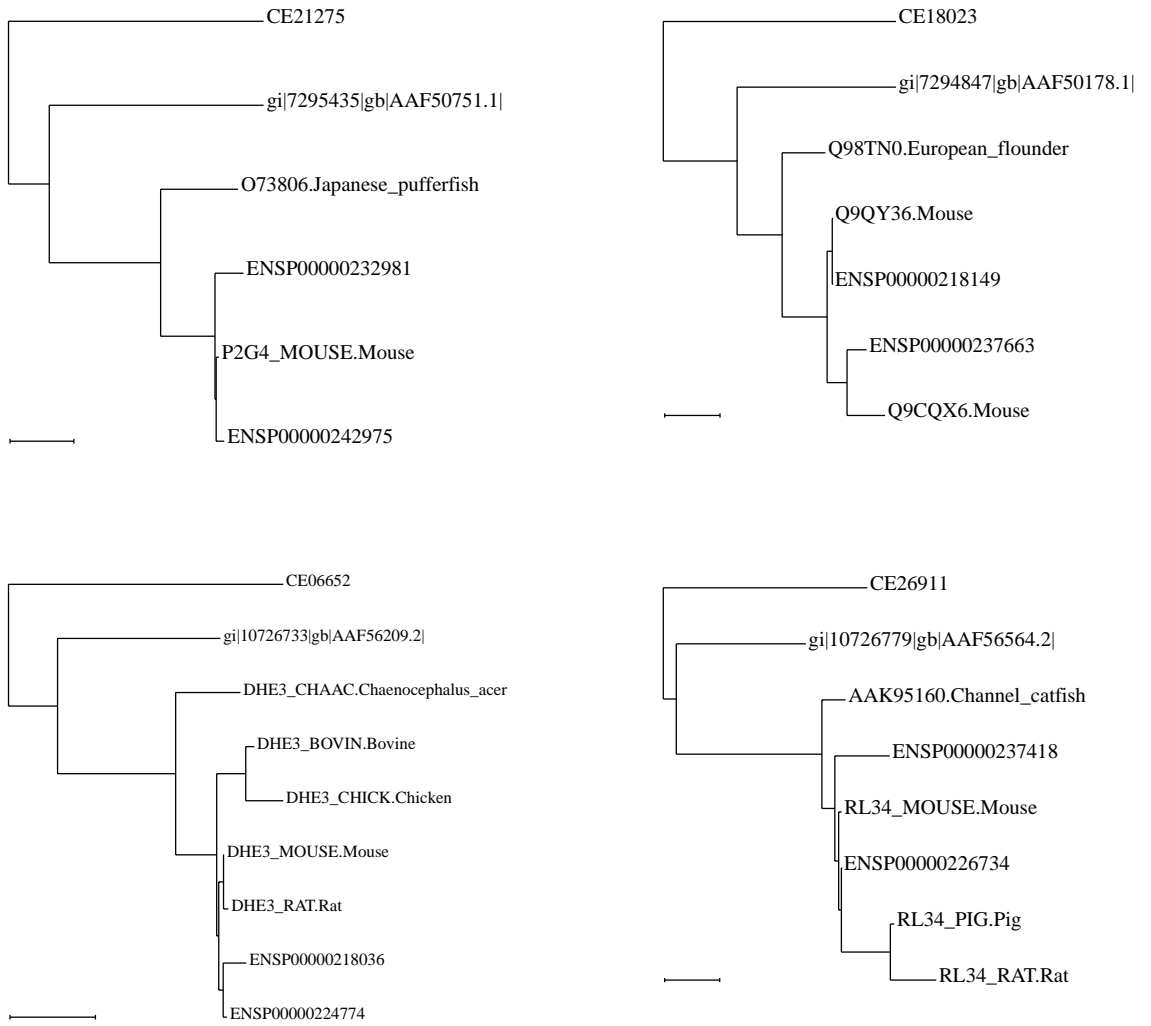 CE21275
gi|7295435|gb|AAF50751.1|
O73806.Japanese_pufferfish
ENSP00000232981
P2G4_MOUSE.Mouse
ENSP00000242975
CE18023
gi|7294847|gb|AAF50178.1|
Q98TN0.European_flounder
Q9QY36.Mouse
ENSP00000218149
ENSP00000237663
Q9CQX6.Mouse
CE06652
gi|10726733|gb|AAF56209.2|
DHE3_CHAAC.Chaenocephalus_acer
DHE3_BOVIN.Bovine
DHE3_CHICK.Chicken
DHE3_MOUSE.Mouse
DHE3_RAT.Rat
ENSP00000218036
ENSP00000224774
CE26911
gi|10726779|gb|AAF56564.2|
AAK95160.Channel_catfish
ENSP00000237418
RL34_MOUSE.Mouse
ENSP00000226734
RL34_PIG.Pig
RL34_RAT.Rat